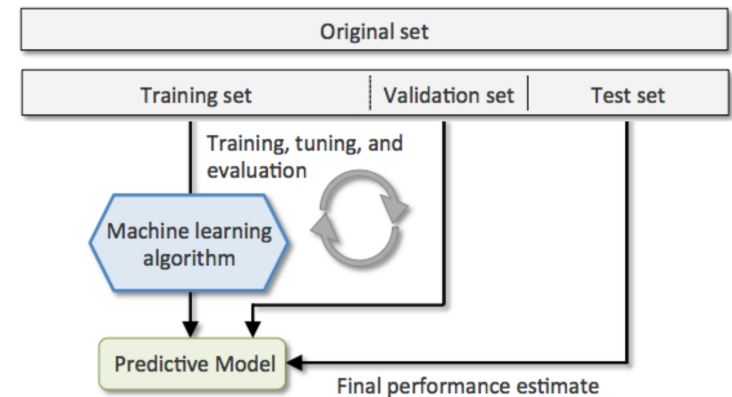 Original set
Training set
Validation set
Test set
Training, tuning, and
evaluation
Machine learning
algorithm
Predictive Model
Final performance estimate